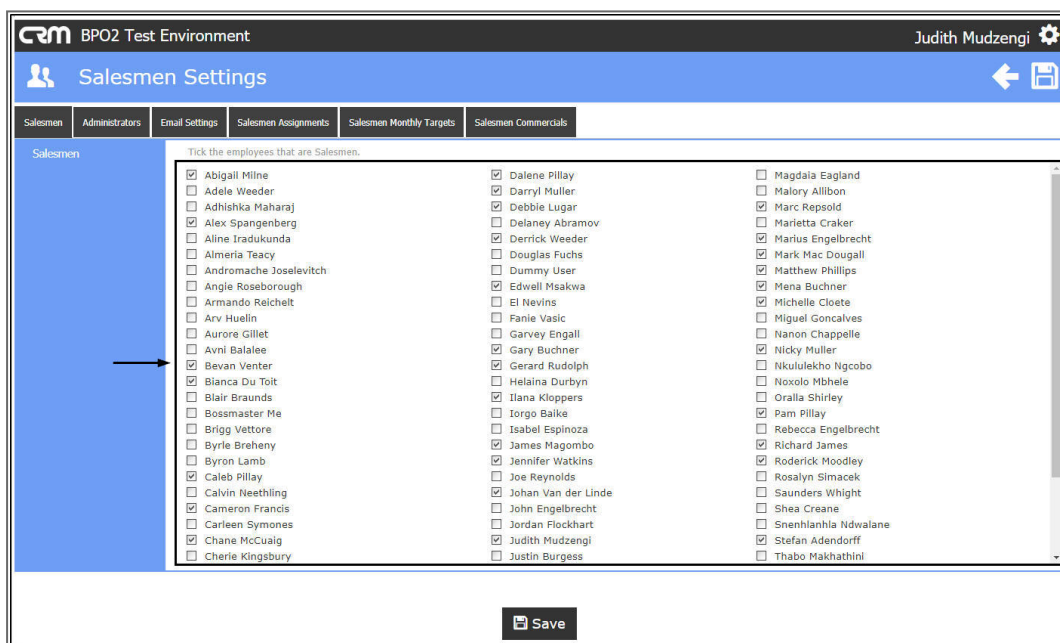 CRM BPO2 Test Environment
Judith Mudzengi
Salesmen Settings
Salesmen Administrators Email Settings Salesmen Assignments Salesmen Monthly Targets Salesmen Commercials
Salesmen
Tick the employees that are Salesmen.
Abigail Milne
Adele Weeder
Adhishka Maharaj
Alex Spangenberg
Aline Iradukunda
Almeria Teacy
Andromache Joselevitch
Angie Roseborough
Armando Reichelt
Arv Huelin
Aurore Gillet
Avni Balalee
Bevan Venter
Bianca Du Toit
Blair Braunds
Bossmaster Me
Brigg Vettore
Byrle Breheny
Byron Lamb
Caleb Pillay
Calvin Neethling
Cameron Francis
Carleen Symones
Chane McCuaig
Cherie Kingsbury
Dalene Pillay
Darryl Muller
Debbie Lugar
Delaney Abramov
Derrick Weeder
Douglas Fuchs
Dummy User
Edwell Msakwa
El Nevins
Fanie Vasic
Garvey Engall
Gary Buchner
Gerard Rudolph
Helaina Durbyn
Ilana Kloppers
Iorgo Baike
Isabel Espinoza
James Magombo
Jennifer Watkins
Joe Reynolds
Johan Van der Linde
John Engelbrecht
Jordan Flockhart
Judith Mudzengi
Justin Burgess
Magdaia Eagland
Malory Allibon
Marc Repsold
Marietta Craker
Marius Engelbrecht
Mark Mac Dougall
Matthew Phillips
Mena Buchner
Michelle Cloete
Miguel Goncalves
Nanon Chappelle
Nicky Muller
Nkululekho Ngcobo
Noxolo Mbhele
Oralla Shirley
Pam Pillay
Rebecca Engelbrecht
Richard James
Roderick Moodley
Rosalyn Simacek
Saunders Whight
Shea Creane
Snenhlanhla Ndwalane
Stefan Adendorff
Thabo Makhathini
Save